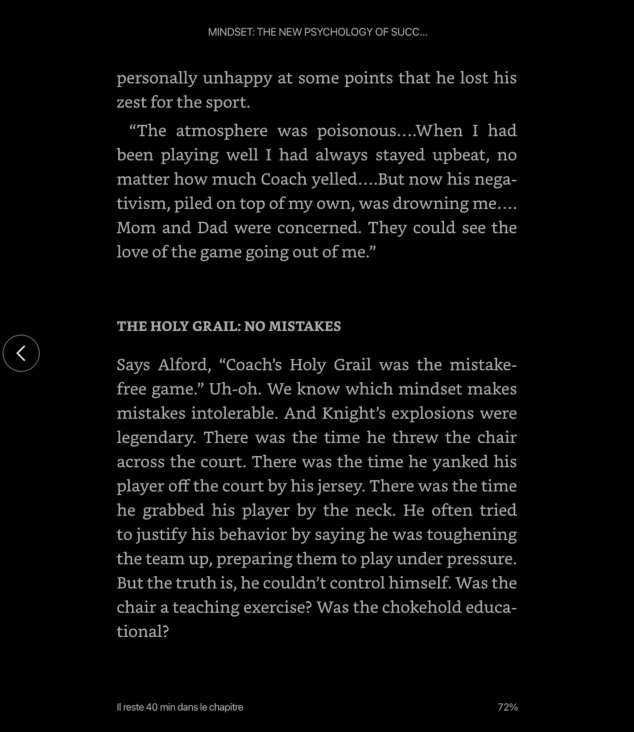 MINDSET: THE NEW PSYCHOLOGY OF SUCC...
personally unhappy at some points that he lost his
zest for the sport.
“The atmosphere was poisonous....When I had
been playing well I had always stayed upbeat, no
matter how much Coach yelled....But now his nega-
tivism, piled on top of my own, was drowning me....
Mom and Dad were concerned. They could see the
love of the game going out of me.”
THE HOLY GRAIL: NO MISTAKES
Says Alford, “Coach’s Holy Grail was the mistake-
free game.” Uh-oh. We know which mindset makes
mistakes intolerable. And Knight’s explosions were
legendary. There was the time he threw the chair
across the court. There was the time he yanked his
player off the court by his jersey. There was the time
he grabbed his player by the neck. He often tried
to justify his behavior by saying he was toughening
the team up, preparing them to play under pressure.
But the truth is, he couldn’t control himself. Was the
chair a teaching exercise? Was the chokehold educa-
tional?
Il reste 40 min dans le chapitre
72%